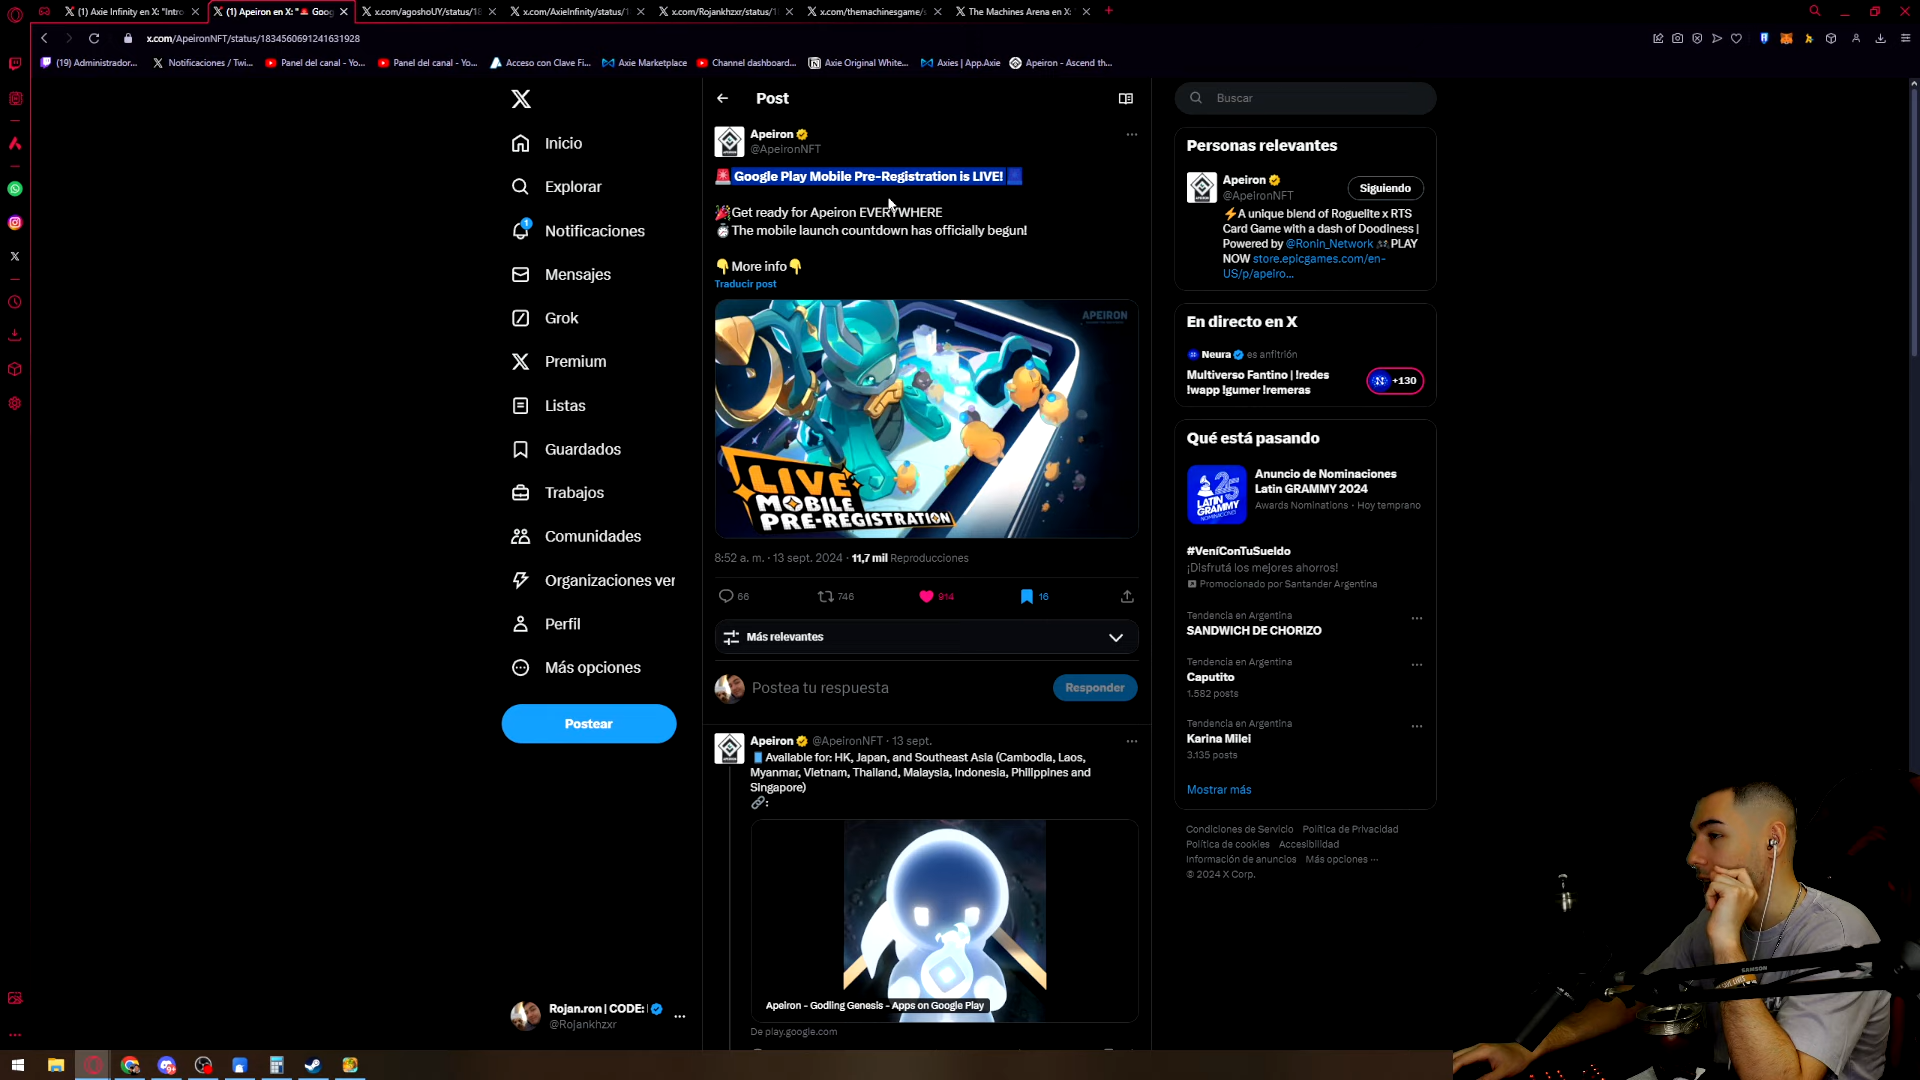 (1) Axie Infinity en X: "Intro
(1) Apeiron en X: "🚨 Goog
x.com/agoshoUY/status/18
x.com/AxieInfinity/status/1
x.com/Rojankhzxr/status/1
x.com/themachinesgame/s
The Machines Arena en X:
x.com/ApeironNFT/status/1834560691241631928
(19) Administrador...
Notificaciones / Twi...
Panel del canal - Yo...
Panel del canal - Yo...
Acceso con Clave Fi...
Axie Marketplace
Channel dashboard...
Axie Original White...
Axies | App.Axie
Apeiron - Ascend th...
Inicio
Explorar
1
Notificaciones
Mensajes
Grok
Premium
Listas
Guardados
Trabajos
Comunidades
Organizaciones ver
Perfil
Más opciones
Postear
Rojan.ron | CODE:
@Rojankhzxr
Post
Apeiron
@ApeironNFT
🚨 Google Play Mobile Pre-Registration is LIVE!
🎉Get ready for Apeiron EVERYWHERE
⏱️The mobile launch countdown has officially begun!
👇More info👇
Traducir post
APEIRON
LIVE
MOBILE
PRE-REGISTRATION
8:52 a. m. · 13 sept. 2024 · 11,7 mil Reproducciones
66
746
914
16
Más relevantes
Postea tu respuesta
Responder
Apeiron @ApeironNFT · 13 sept.
📱Available for: HK, Japan, and Southeast Asia (Cambodia, Laos,
Myanmar, Vietnam, Thailand, Malaysia, Indonesia, Philippines and
Singapore)
🔗:
Apeiron - Godling Genesis - Apps on Google Play
De play.google.com
Buscar
Personas relevantes
Apeiron
@ApeironNFT
Siguiendo
⚡A unique blend of Roguelite x RTS
Card Game with a dash of Doodiness |
Powered by @Ronin_Network 🎮PLAY
NOW store.epicgames.com/en-
US/p/apeiro...
En directo en X
Neura es anfitrión
Multiverso Fantino | !redes
!wapp !gumer !remeras
+130
Qué está pasando
LATIN
GRAMMY
Anuncio de Nominaciones
Latin GRAMMY 2024
Awards Nominations · Hoy temprano
#VeníConTuSueldo
¡Disfrutá los mejores ahorros!
Promocionado por Santander Argentina
Tendencia en Argentina
SANDWICH DE CHORIZO
Tendencia en Argentina
Caputito
1.582 posts
Tendencia en Argentina
Karina Milei
3.135 posts
Mostrar más
Condiciones de Servicio Política de Privacidad
Política de cookies Accesibilidad
Información de anuncios Más opciones ···
© 2024 X Corp.
SAMSON